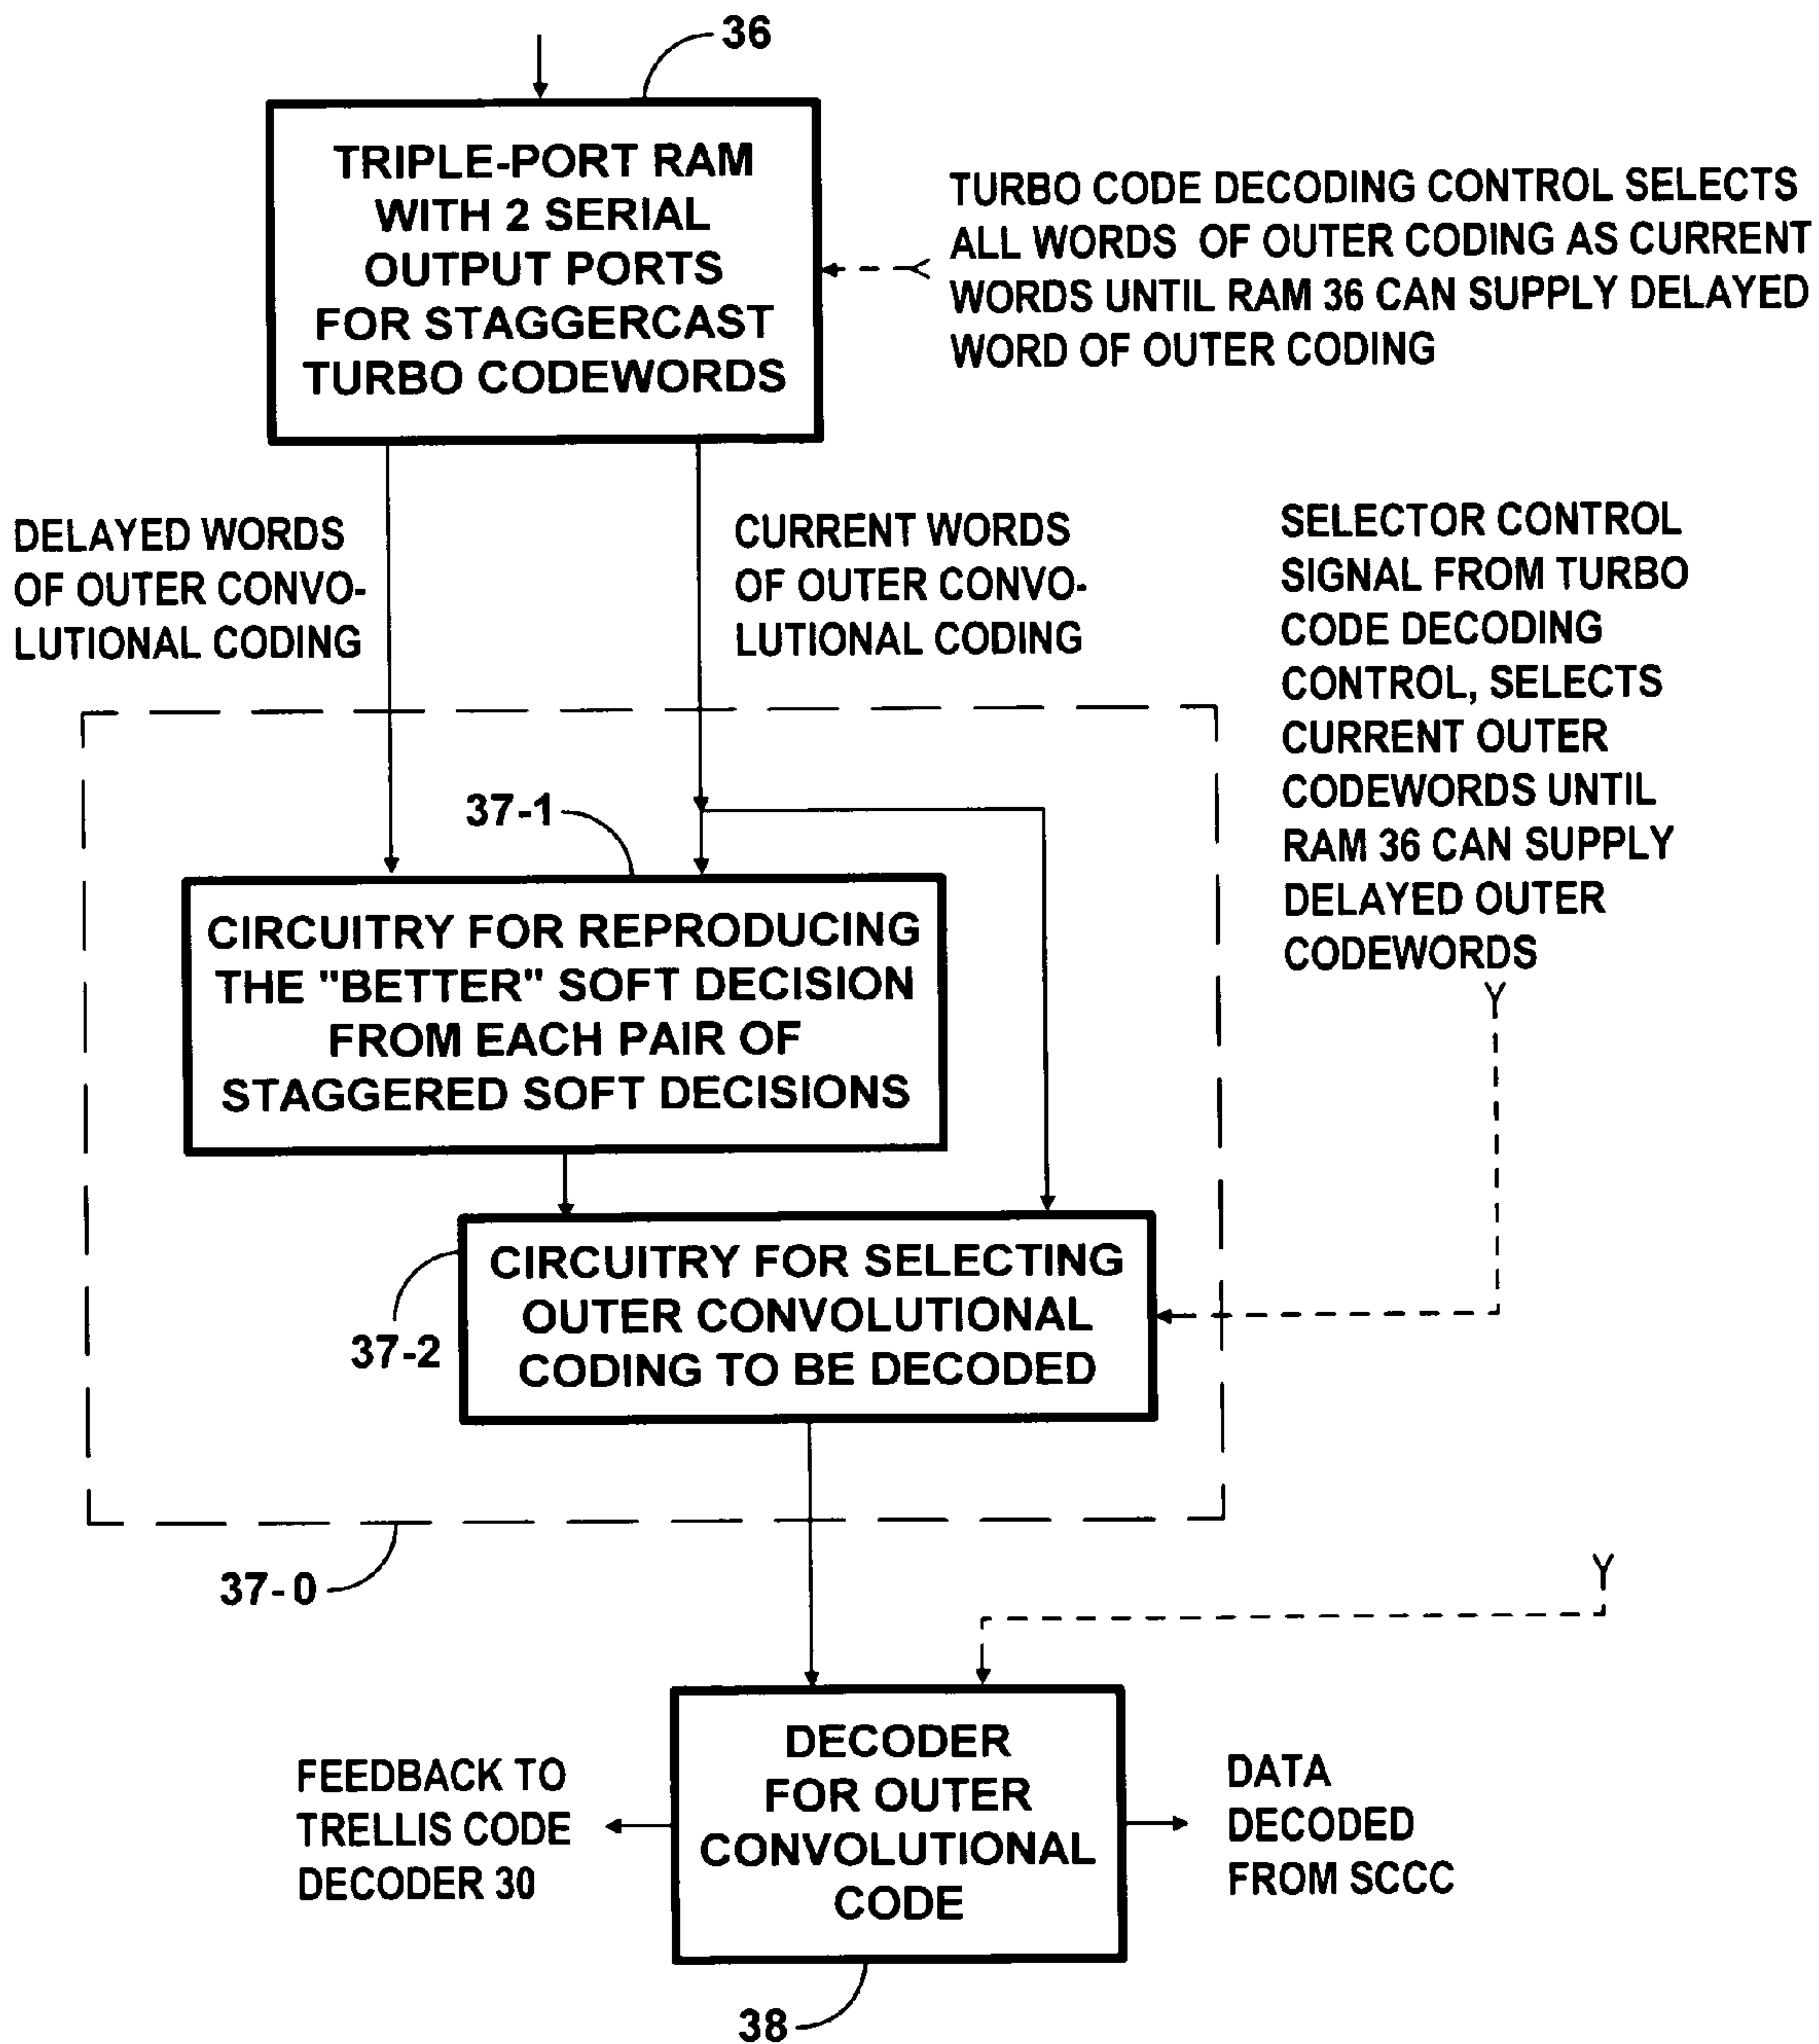 36
TRIPLE-PORT RAM
WITH 2 SERIAL
OUTPUT PORTS
FOR STAGGERCAST
TURBO CODEWORDS
TURBO CODE DECODING CONTROL SELECTS
ALL WORDS OF OUTER CODING AS CURRENT
WORDS UNTIL RAM 36 CAN SUPPLY DELAYED
WORD OF OUTER CODING
DELAYED WORDS
OF OUTER CONVO-
LUTIONAL CODING
CURRENT WORDS
OF OUTER CONVO-
LUTIONAL CODING
SELECTOR CONTROL
SIGNAL FROM TURBO
CODE DECODING
CONTROL, SELECTS
CURRENT OUTER
CODEWORDS UNTIL
RAM 36 CAN SUPPLY
DELAYED OUTER
CODEWORDS
37-1
CIRCUITRY FOR REPRODUCING
THE "BETTER" SOFT DECISION
FROM EACH PAIR OF
STAGGERED SOFT DECISIONS
CIRCUITRY FOR SELECTING
OUTER CONVOLUTIONAL
CODING TO BE DECODED
37-2
37-0
DECODER
FOR OUTER
CONVOLUTIONAL
CODE
FEEDBACK TO
TRELLIS CODE
DECODER 30
DATA
DECODED
FROM SCCC
38